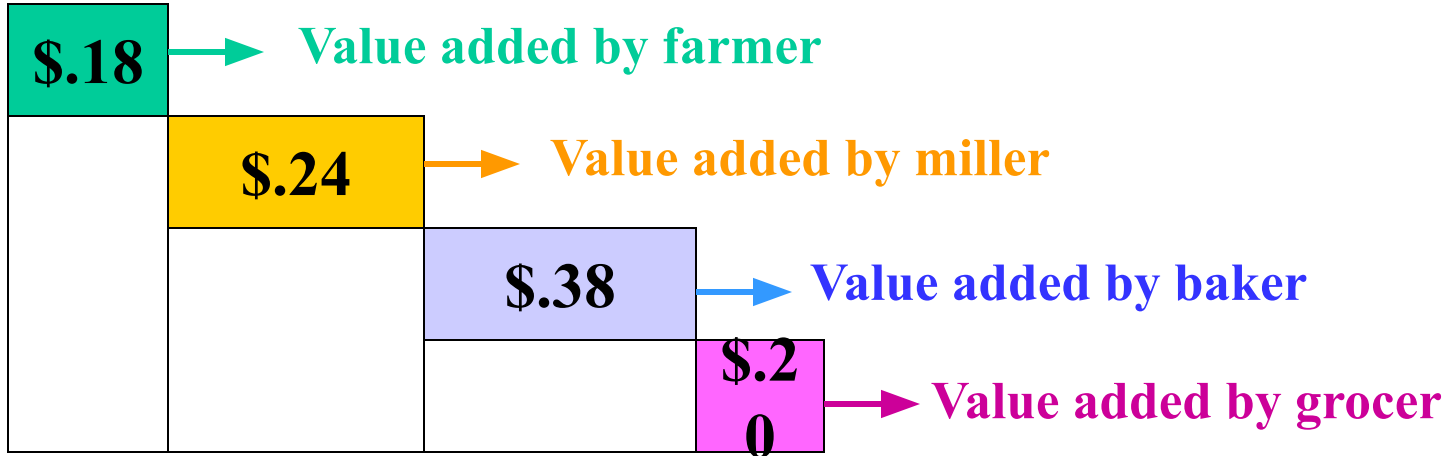 $.18
Value added by farmer
$.24
Value added by miller
$.38
Value added by baker
$.2
0
Value added by grocer